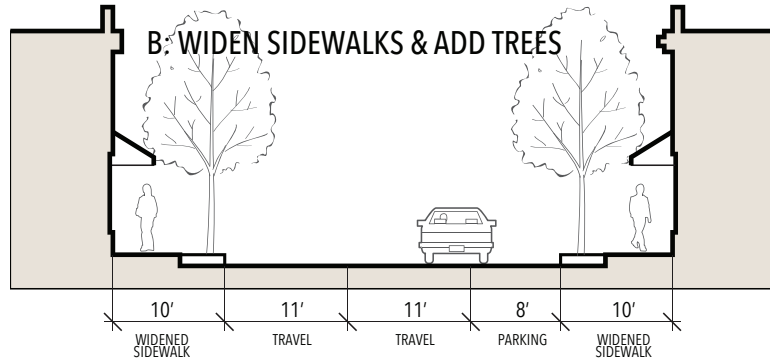 B: WIDEN SIDEWALKS & ADD TREES
10' 11' 11' 8' 10'
WIDENED SIDEWALK TRAVEL TRAVEL PARKING WIDENED SIDEWALK